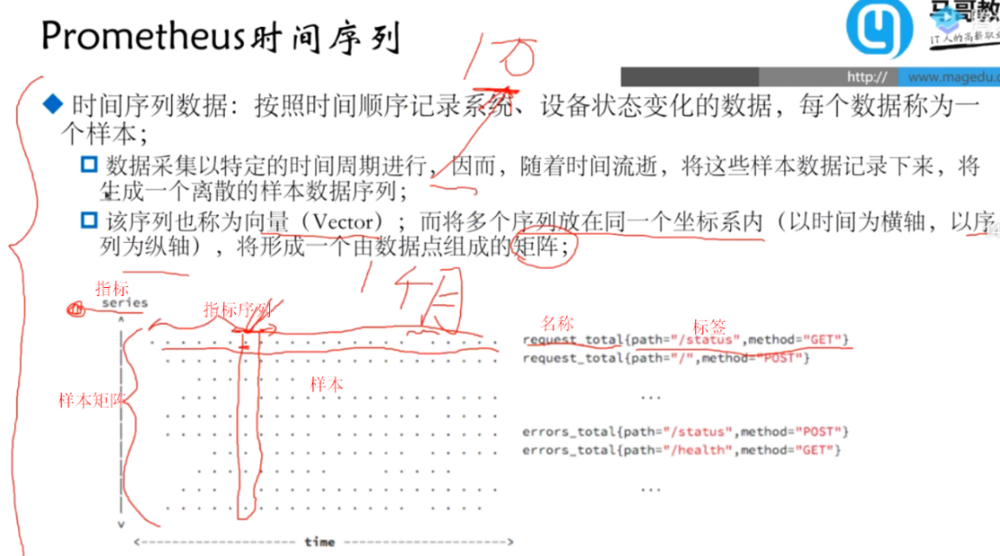 Prometheus时间序列
马哥教
IT人的高薪职业
http://
www.magedu.c
1万
◆ 时间序列数据：按照时间顺序记录系统、设备状态变化的数据，每个数据称为一
个样本；
数据采集以特定的时间周期进行，因而，随着时间流逝，将这些样本数据记录下来，将
生成一个离散的样本数据序列；
该序列也称为向量（Vector）；而将多个序列放在同一个坐标系内（以时间为横轴，以序
列为纵轴），将形成一个由数据点组成的矩阵；
1个月
指标
series
指标序列
名称
标签
request_total{path="/status",method="GET"}
request_total{path="/",method="POST"}
样本
样本矩阵
...
errors_total{path="/status",method="POST"}
errors_total{path="/health",method="GET"}
...
time